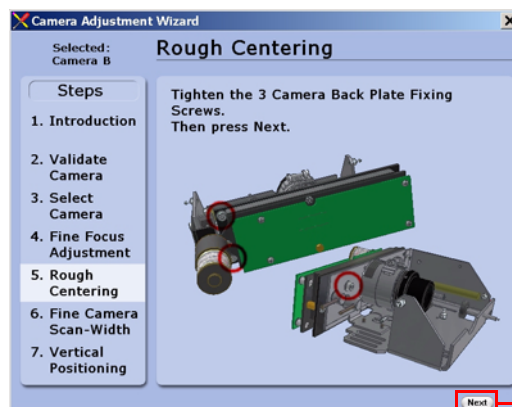 Camera Adjustment Wizard
Selected:
Camera B
Rough Centering
Steps
1. Introduction
2. Validate
Camera
3. Select
Camera
4. Fine Focus
Adjustment
5. Rough
Centering
6. Fine Camera
Scan-Width
7. Vertical
Positioning
Tighten the 3 Camera Back Plate Fixing
Screws.
Then press Next.
Next